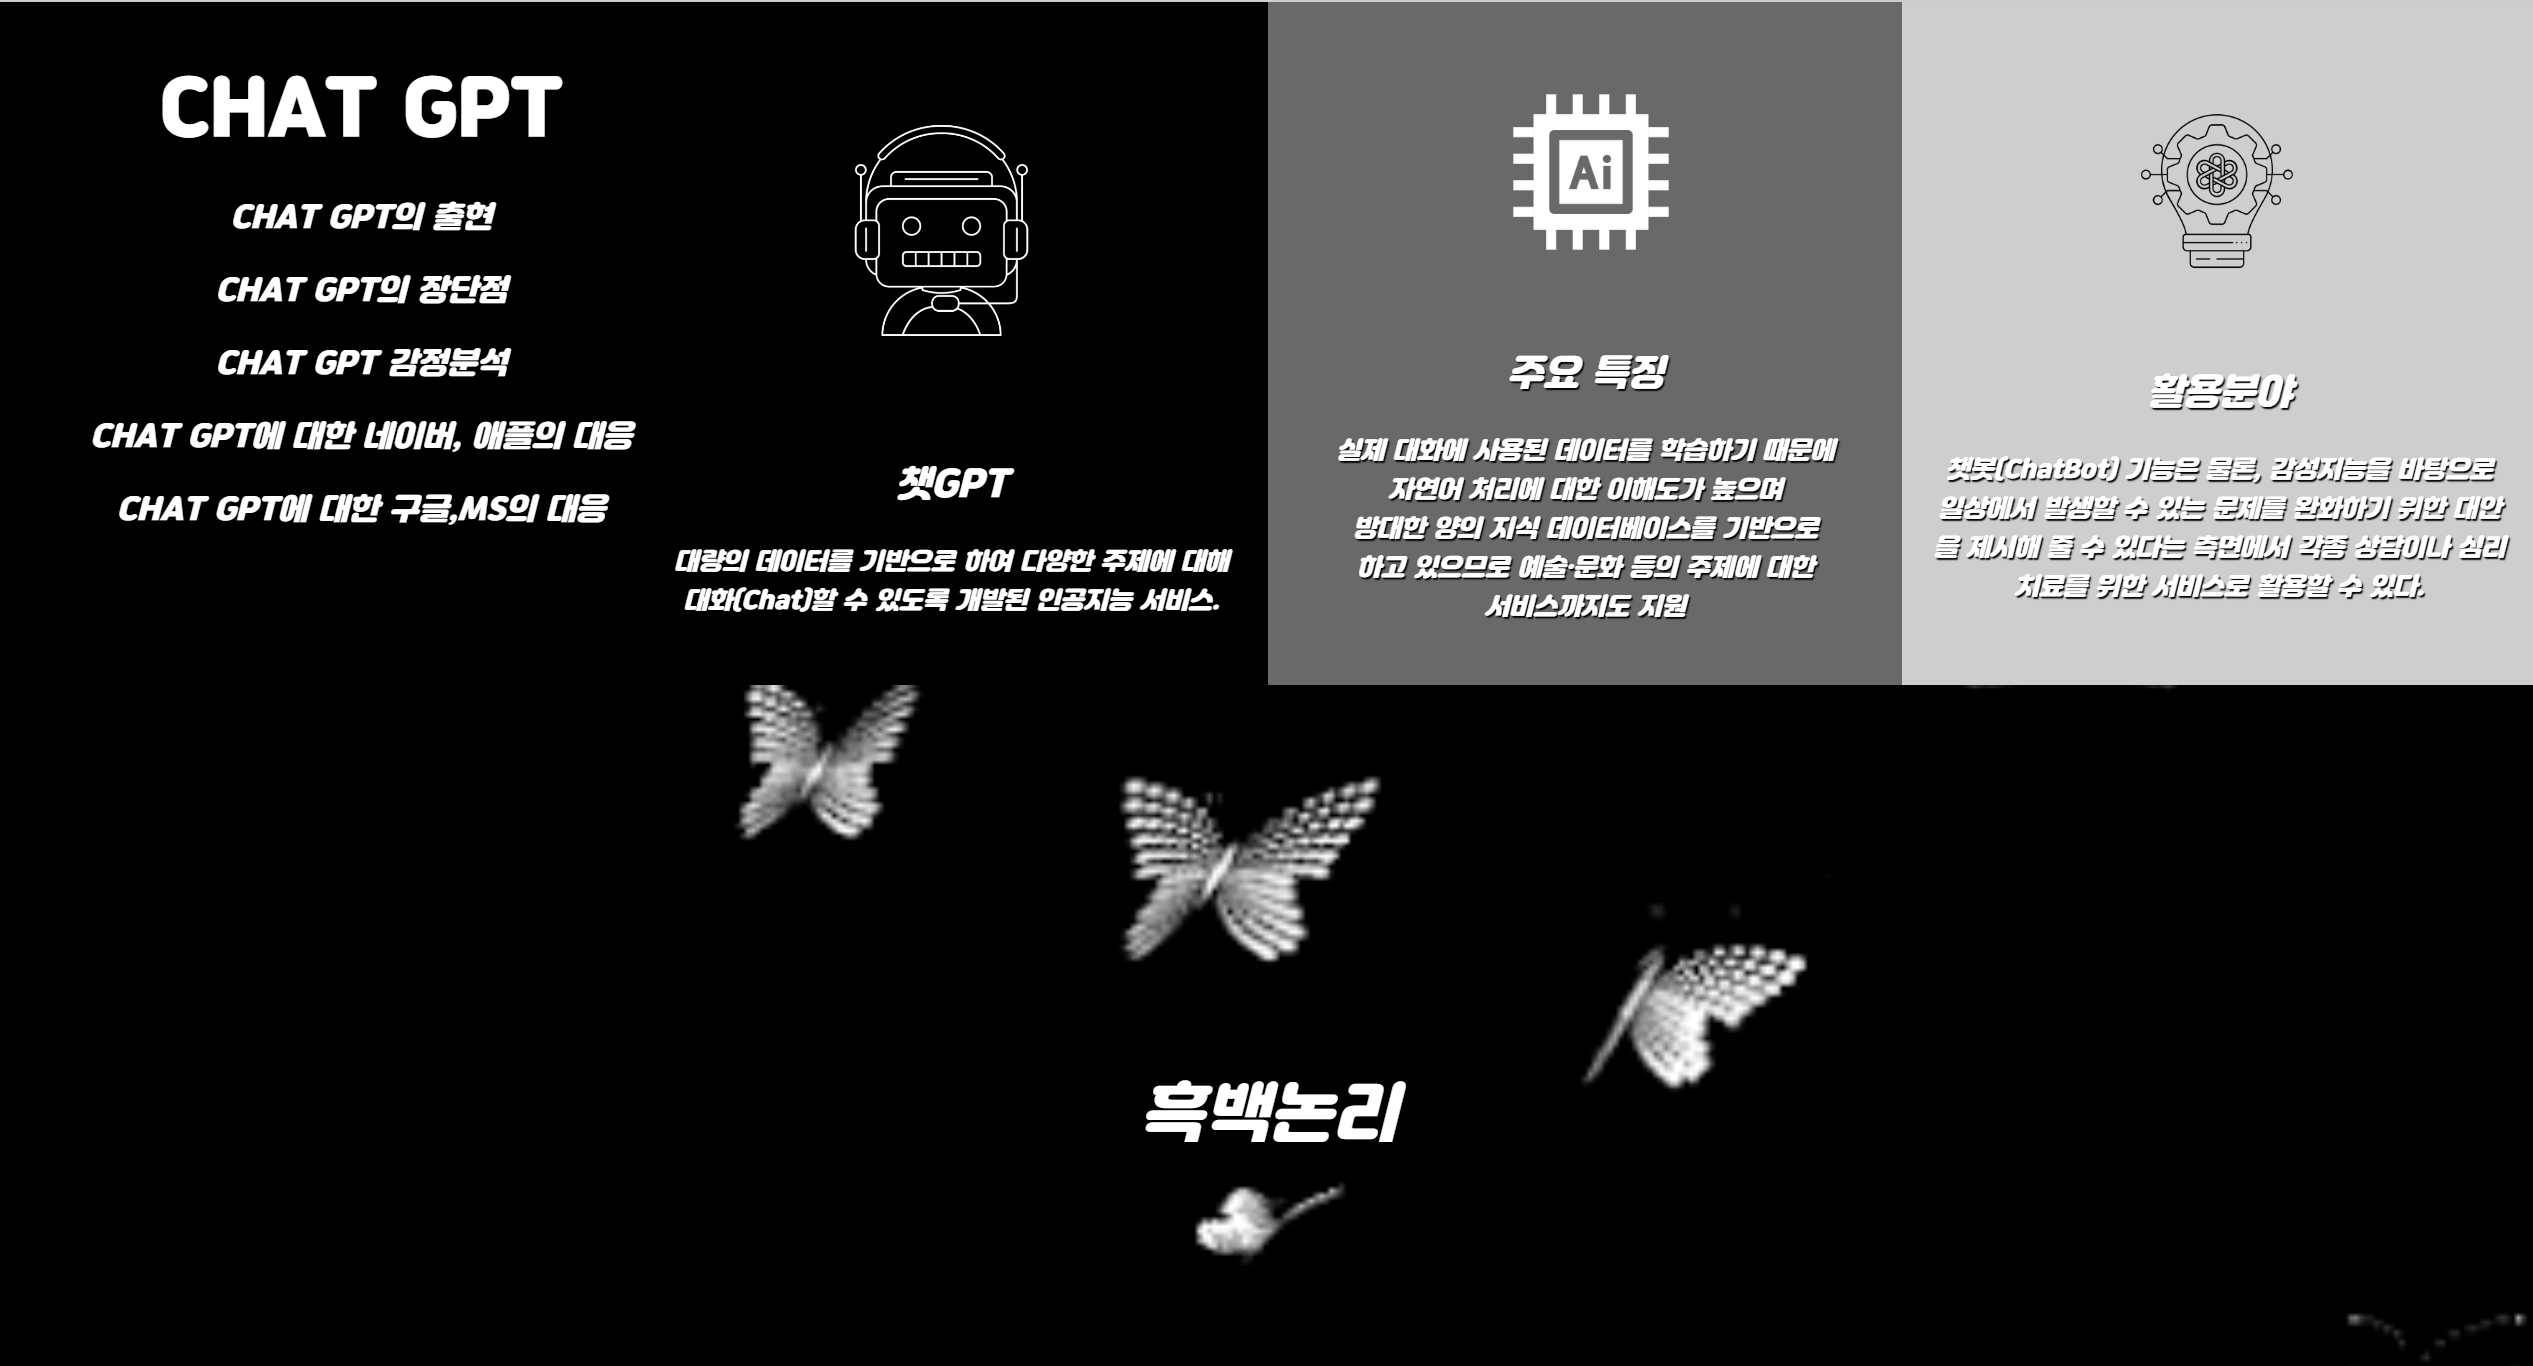 CHAT GPT
CHAT GPT의 출현
CHAT GPT의 장단점
CHAT GPT 감정분석
CHAT GPT에 대한 네이버, 애플의 대응
CHAT GPT에 대한 구글,MS의 대응
챗GPT
대량의 데이터를 기반으로 하여 다양한 주제에 대해
대화(Chat)할 수 있도록 개발된 인공지능 서비스.
Ai
주요 특징
실제 대화에 사용된 데이터를 학습하기 때문에
자연어 처리에 대한 이해도가 높으며
방대한 양의 지식 데이터베이스를 기반으로
하고 있으므로 예술·문화 등의 주제에 대한
서비스까지도 지원
활용분야
챗봇(ChatBot) 기능은 물론, 감성지능을 바탕으로
일상에서 발생할 수 있는 문제를 완화하기 위한 대안
을 제시해 줄 수 있다는 측면에서 각종 상담이나 심리
치료를 위한 서비스로 활용할 수 있다.
흑백논리